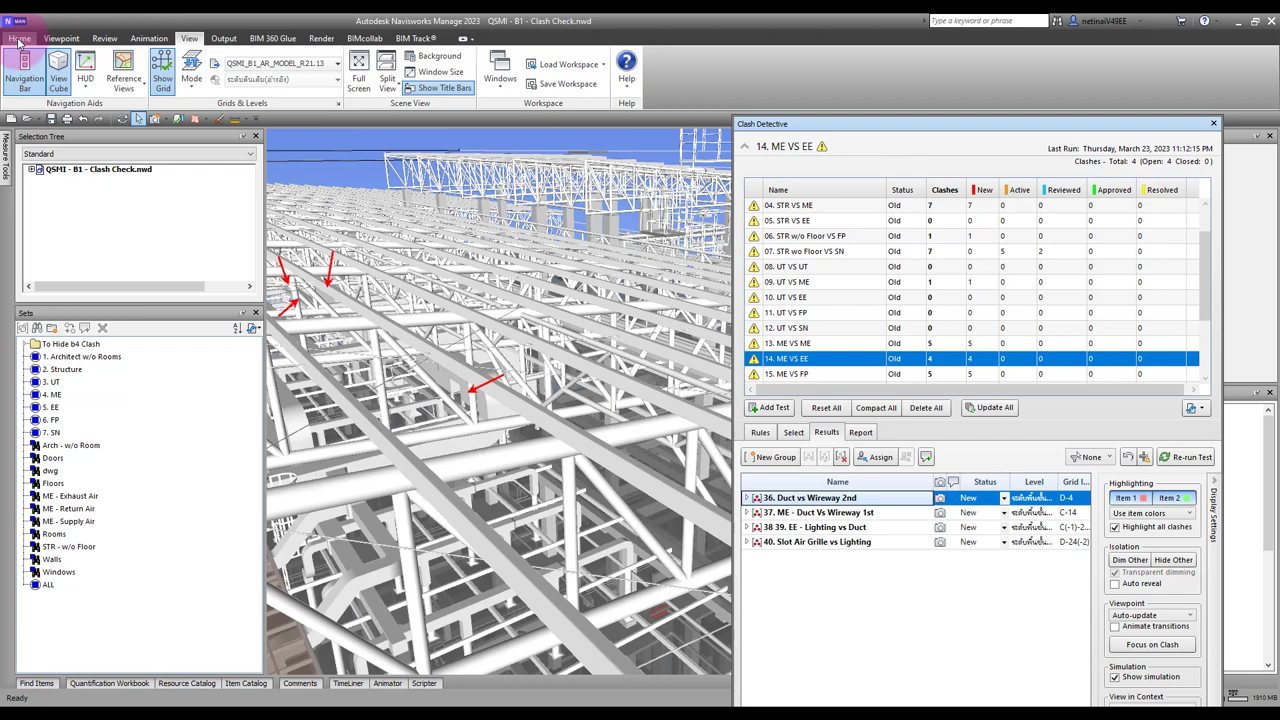 N MAN
Autodesk Navisworks Manage 2023 QSMI - B1 - Clash Check.nwd
Type a keyword or phrase
netinaiV49EE
Home Viewpoint Review Animation View Output BIM 360 Glue Render BIMcollab BIM Track®
Navigation Bar
View Cube
HUD
Reference Views
Navigation Aids
Show Grid
Mode
QSMI_B1_AR_MODEL_R21.13
Grids & Levels
Full Screen
Split View
Background
Window Size
Show Title Bars
Scene View
Windows
Load Workspace
Save Workspace
Workspace
Help
Help
Measure Tools
Selection Tree
Standard
QSMI - B1 - Clash Check.nwd
Sets
To Hide b4 Clash
1. Architect w/o Rooms
2. Structure
3. UT
4. ME
5. EE
6. FP
7. SN
Arch - w/o Room
Doors
dwg
Floors
ME - Exhaust Air
ME - Return Air
ME - Supply Air
Rooms
STR - w/o Floor
Walls
Windows
ALL
Clash Detective
14. ME VS EE
Last Run: Thursday, March 23, 2023 11:12:15 PM
Clashes - Total: 4 (Open: 4 Closed: 0)
Name Status Clashes New Active Reviewed Approved Resolved
04. STR VS ME Old 7 7 0 0 0 0
05. STR VS EE Old 0 0 0 0 0 0
06. STR w/o Floor VS FP Old 1 1 0 0 0 0
07. STR wo Floor VS SN Old 7 0 5 2 0 0
08. UT VS UT Old 0 0 0 0 0 0
09. UT VS ME Old 1 1 0 0 0 0
10. UT VS EE Old 0 0 0 0 0 0
11. UT VS FP Old 0 0 0 0 0 0
12. UT VS SN Old 0 0 0 0 0 0
13. ME VS ME Old 5 5 0 0 0 0
14. ME VS EE Old 4 4 0 0 0 0
15. ME VS FP Old 5 5 0 0 0 0
Add Test Reset All Compact All Delete All Update All
Rules Select Results Report
New Group Assign None Re-run Test
Name Status Level Grid I...
36. Duct vs Wireway 2nd New D-4
37. ME - Duct Vs Wireway 1st New C-14
38 39. EE - Lighting vs Duct New C(-1)-2...
40. Slot Air Grille vs Lighting New D-24(-2)
Display Settings
Highlighting
Item 1 Item 2
Use item colors
Highlight all clashes
Isolation
Dim Other Hide Other
Transparent dimming
Auto reveal
Viewpoint
Auto-update
Animate transitions
Focus on Clash
Simulation
Show simulation
View in Context
Find Items Quantification Workbook Resource Catalog Item Catalog Comments TimeLiner Animator Scripter
Ready
1910 MB